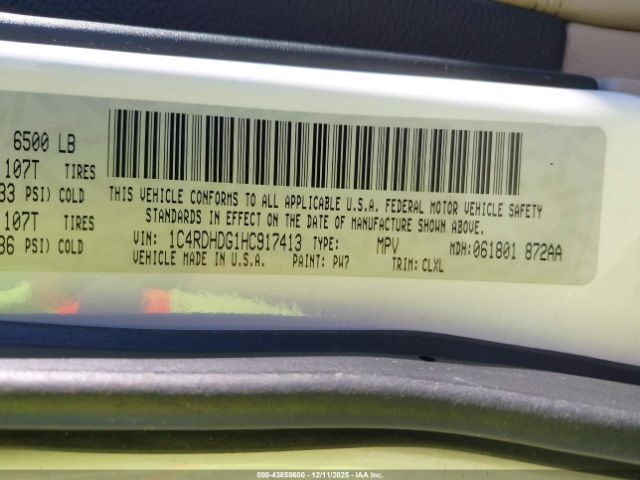 6500 LB
107T TIRES
33 PSI) COLD
107T TIRES
36 PSI) COLD
THIS VEHICLE CONFORMS TO ALL APPLICABLE U.S.A. FEDERAL MOTOR VEHICLE SAFETY
STANDARDS IN EFFECT ON THE DATE OF MANUFACTURE SHOWN ABOVE.
VIN: 1C4RDHDG1HC917413 TYPE: MPV MDH: 061801 872AA
VEHICLE MADE IN U.S.A. PAINT: PW7 TRIM: CLXL
000-43858600 - 12/11/2025 - IAA Inc.